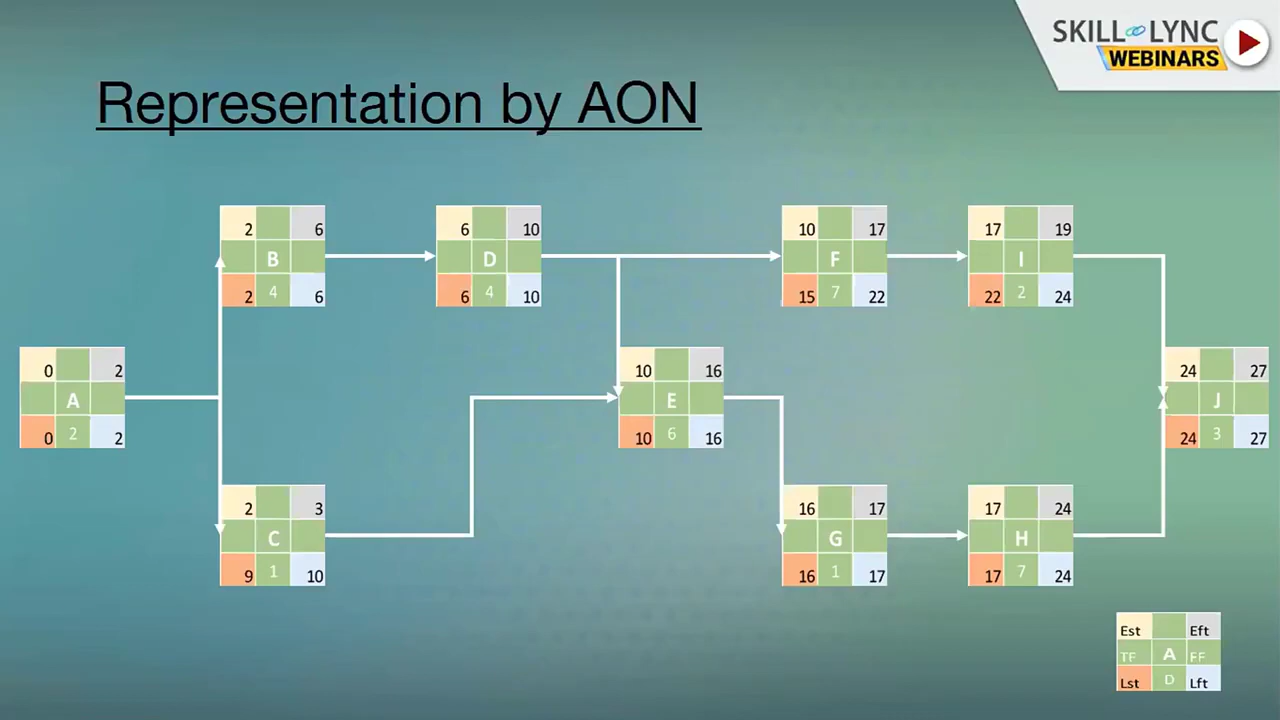 SKILL LYNC
WEBINARS
Representation by AON
2 6
B
2 4 6
6 10
D
6 4 10
10 17
F
15 7 22
17 19
I
22 2 24
0 2
A
0 2 2
10 16
E
10 6 16
24 27
J
24 3 27
2 3
C
9 1 10
16 17
G
16 1 17
17 24
H
17 7 24
Est Eft
TF A FF
Lst D Lft